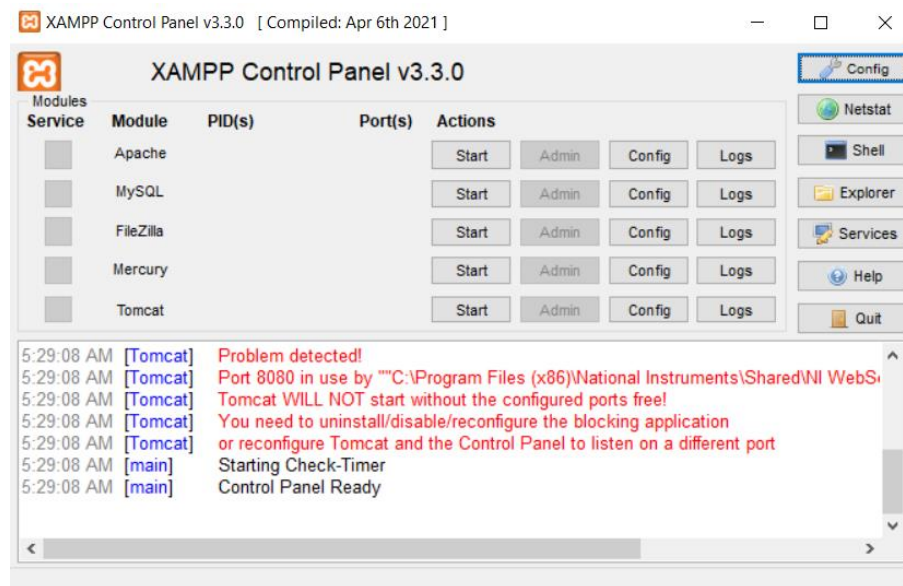 XAMPP Control Panel v3.3.0 [ Compiled: Apr 6th 2021 ]
XAMPP Control Panel v3.3.0
Config
Modules
Service Module PID(s) Port(s) Actions
Netstat
Apache Start Admin Config Logs
Shell
MySQL Start Admin Config Logs
Explorer
FileZilla Start Admin Config Logs
Services
Mercury Start Admin Config Logs
Help
Tomcat Start Admin Config Logs
Quit
5:29:08 AM [Tomcat] Problem detected!
5:29:08 AM [Tomcat] Port 8080 in use by ""C:\Program Files (x86)\National Instruments\Shared\NI WebSe
5:29:08 AM [Tomcat] Tomcat WILL NOT start without the configured ports free!
5:29:08 AM [Tomcat] You need to uninstall/disable/reconfigure the blocking application
5:29:08 AM [Tomcat] or reconfigure Tomcat and the Control Panel to listen on a different port
5:29:08 AM [main] Starting Check-Timer
5:29:08 AM [main] Control Panel Ready